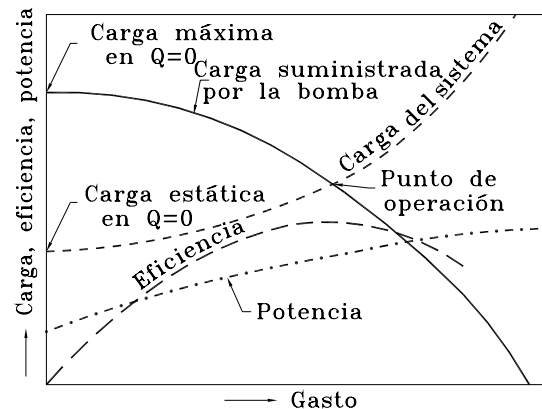 Carga máxima
en Q=0
Carga suministrada
por la bomba
Carga del sistema
Carga estática
en Q=0
Punto de
operación
Eficiencia
Potencia
Carga, eficiencia, potencia
Gasto